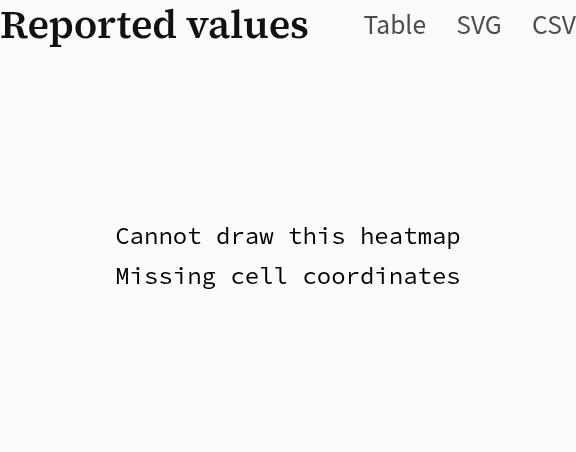 Reported values Table SVG CSV
Cannot draw this heatmap
Missing cell coordinates